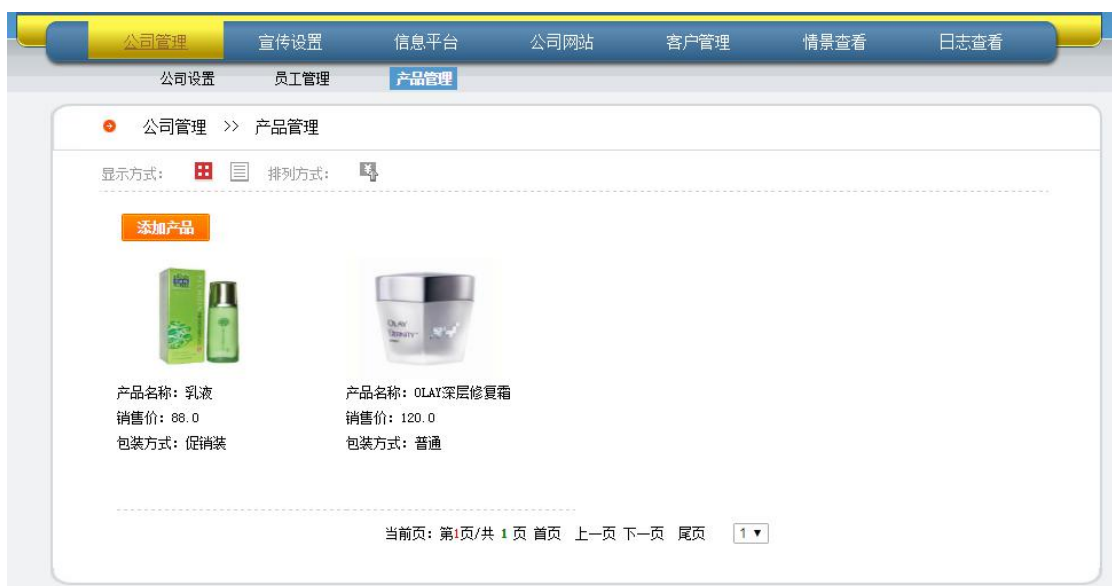 公司管理 宣传设置 信息平台 公司网站 客户管理 情景查看 日志查看
公司设置 员工管理 产品管理
公司管理 >> 产品管理
显示方式: 排列方式:
添加产品
OLAY
产品名称: 乳液 产品名称: OLAY深层修复霜
销售价: 88.0 销售价: 120.0
包装方式: 促销装 包装方式: 普通
当前页: 第1页/共 1 页 首页 上一页 下一页 尾页 1